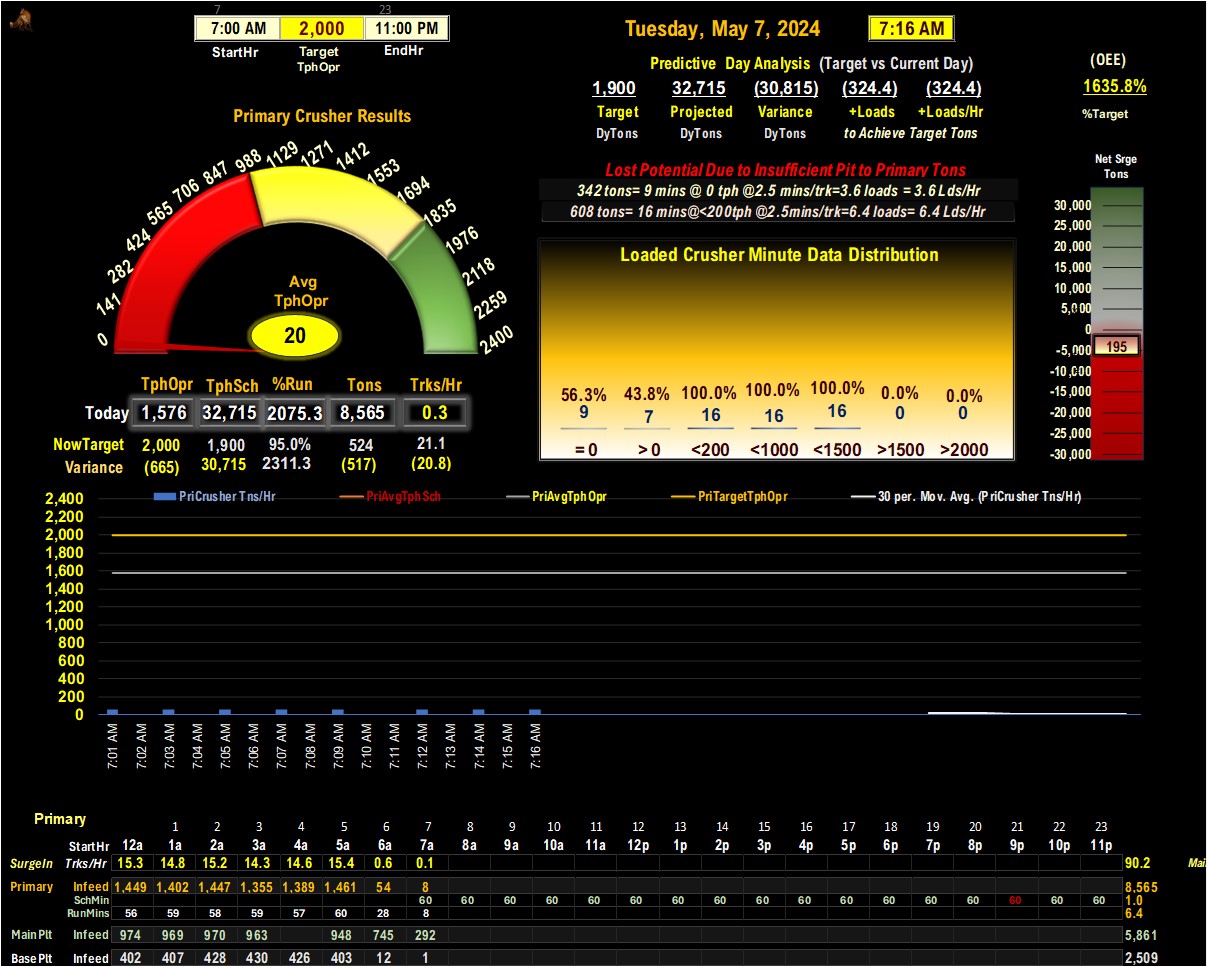 7 23
7:00 AM 2,000 11:00 PM
StartHr Target EndHr
TphOpr
Tuesday, May 7, 2024 7:16 AM
Predictive Day Analysis (Target vs Current Day)
1,900 32,715 (30,815) (324.4) (324.4)
Target Projected Variance +Loads +Loads/Hr
DyTons DyTons DyTons to Achieve Target Tons
(OEE)
1635.8%
%Target
Primary Crusher Results
0 141 282 424 565 706 847 988 1129 1271 1412 1553 1694 1835 1976 2118 2259 2400
Avg
TphOpr
20
Lost Potential Due to Insufficient Pit to Primary Tons
342 tons= 9 mins @ 0 tph @2.5 mins/trk=3.6 loads = 3.6 Lds/Hr
608 tons= 16 mins@<200tph @2.5mins/trk=6.4 loads= 6.4 Lds/Hr
Loaded Crusher Minute Data Distribution
56.3% 43.8% 100.0% 100.0% 100.0% 0.0% 0.0%
9 7 16 16 16 0 0
=0 >0 <200 <1000 <1500 >1500 >2000
Net Srge
Tons
30,000
25,000
20,000
15,000
10,000
5,000
0
-5,000
195
-10,000
-15,000
-20,000
-25,000
-30,000
TphOpr TphSch %Run Tons Trks/Hr
Today 1,576 32,715 2075.3 8,565 0.3
NowTarget 2,000 1,900 95.0% 524 21.1
Variance (665) 30,715 2311.3 (517) (20.8)
PriCrusher Tns/Hr PriAvgTphSch PriAvgTphOpr PriTargetTphOpr 30 per. Mov. Avg. (PriCrusher Tns/Hr)
2,400
2,200
2,000
1,800
1,600
1,400
1,200
1,000
800
600
400
200
0
7:01 AM 7:02 AM 7:03 AM 7:04 AM 7:05 AM 7:06 AM 7:07 AM 7:08 AM 7:09 AM 7:10 AM 7:11 AM 7:12 AM 7:13 AM 7:14 AM 7:15 AM 7:16 AM
Primary 1 2 3 4 5 6 7 8 9 10 11 12 13 14 15 16 17 18 19 20 21 22 23
StartHr 12a 1a 2a 3a 4a 5a 6a 7a 8a 9a 10a 11a 12p 1p 2p 3p 4p 5p 6p 7p 8p 9p 10p 11p
SurgeIn Trks/Hr 15.3 14.8 15.2 14.3 14.6 15.4 0.6 0.1 90.2
Primary Infeed 1,449 1,402 1,447 1,355 1,389 1,461 54 8 8,565
SchMin 60 60 60 60 60 60 60 60 60 60 60 60 60 60 60 60 60 1.0
RunMins 56 59 58 59 57 60 28 8 6.4
MainPlt Infeed 974 969 970 963 948 745 292 5,861
BasePlt Infeed 402 407 428 430 426 403 12 1 2,509